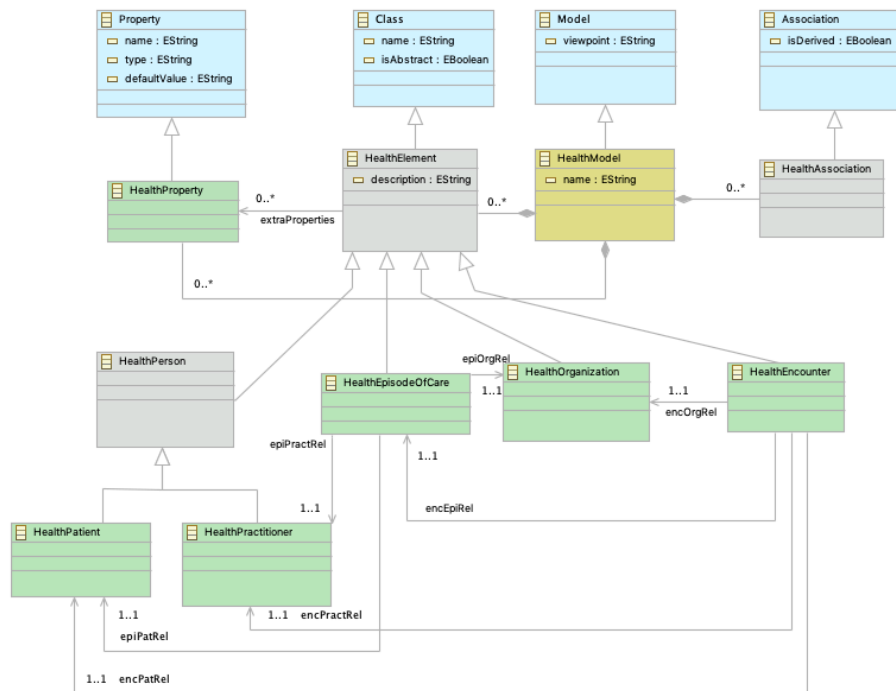 Property
name : EString
type : EString
defaultValue : EString
Class
name : EString
isAbstract : EBoolean
Model
viewpoint : EString
Association
isDerived : EBoolean
HealthProperty
0..*
extraProperties
HealthElement
description : EString
0..*
HealthModel
name : EString
0..*
HealthAssociation
0..*
HealthPerson
HealthEpisodeOfCare
epiOrgRel
1..1
HealthOrganization
1..1
encOrgRel
HealthEncounter
epiPractRel
1..1
1..1
encEpiRel
HealthPatient
HealthPractitioner
1..1
epiPatRel
1..1 encPractRel
1..1 encPatRel